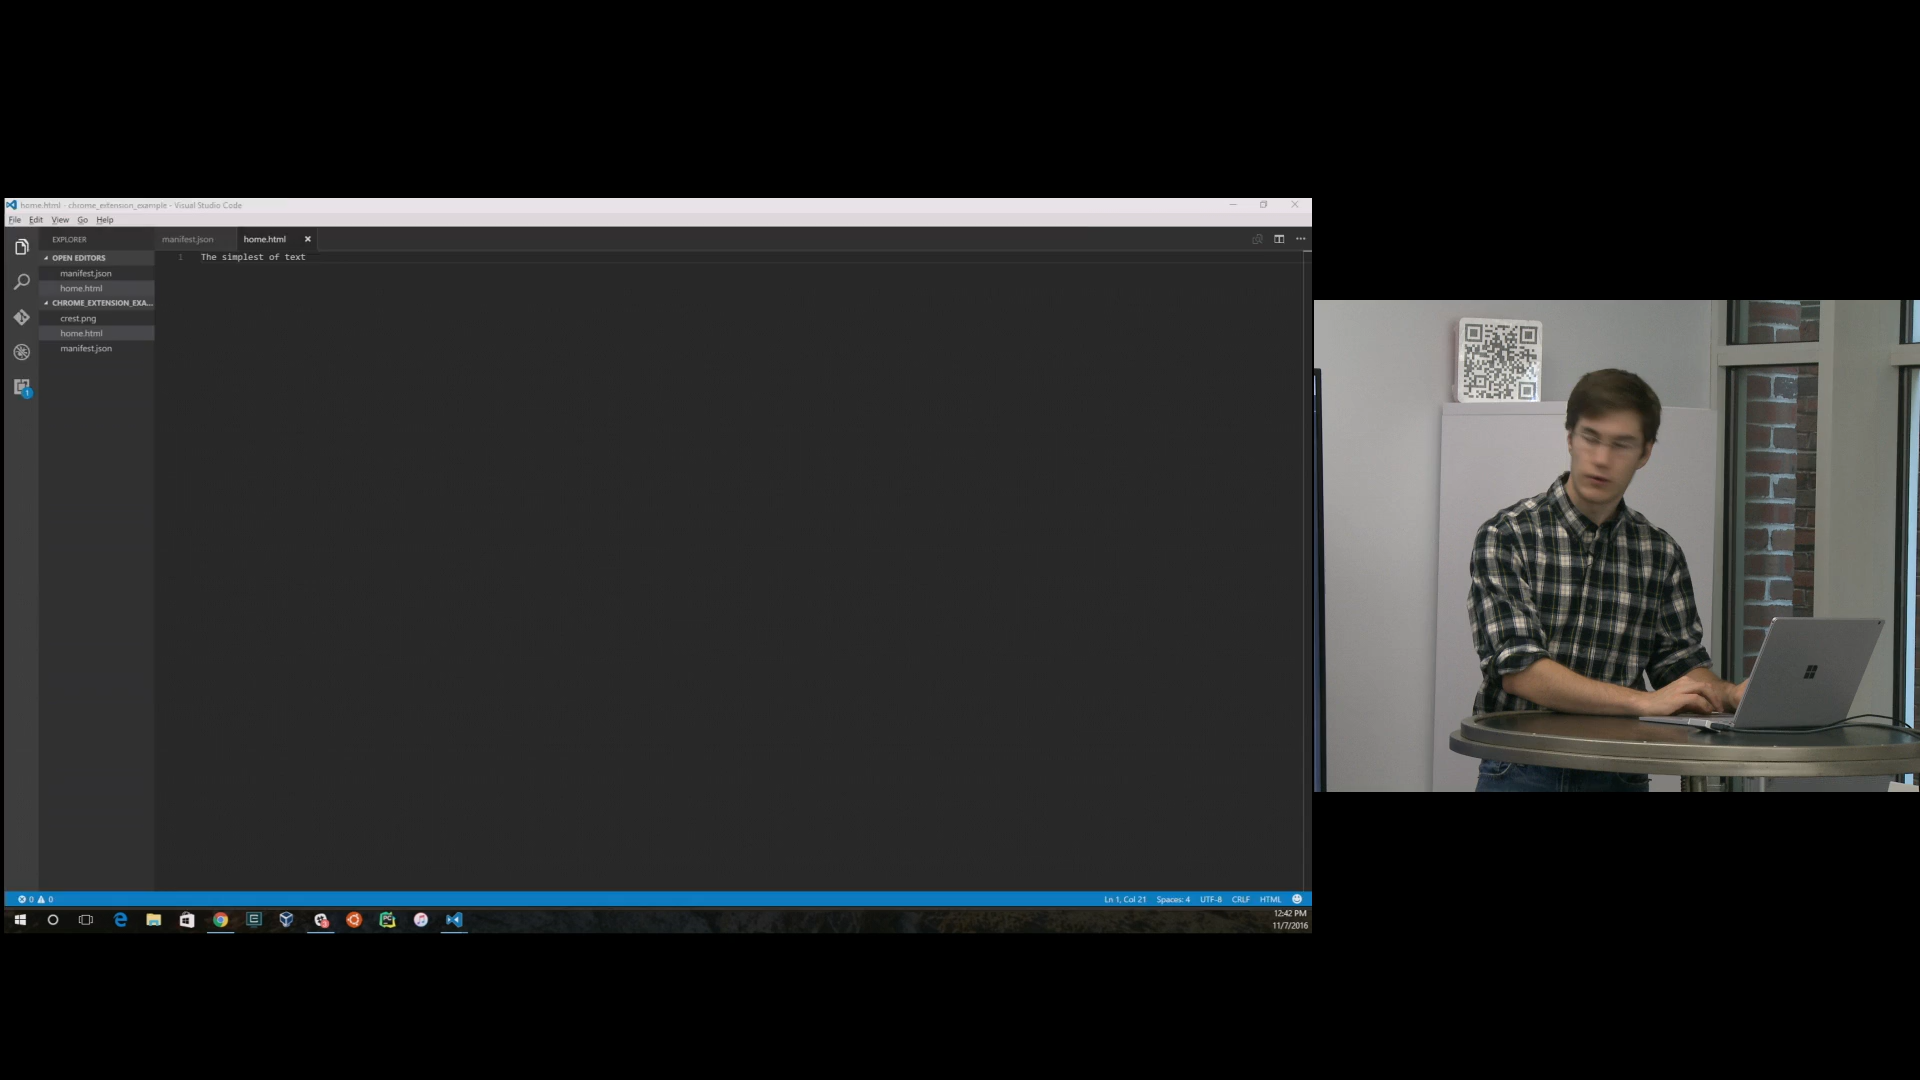 home.html - chrome_extension_example - Visual Studio Code
File Edit View Go Help
EXPLORER
manifest.json
home.html
OPEN EDITORS
manifest.json
home.html
CHROME_EXTENSION_EXA...
crest.png
home.html
manifest.json
1 The simplest of text
1
0 0
Ln 1, Col 21 Spaces: 4 UTF-8 CRLF HTML
12:42 PM
11/7/2016